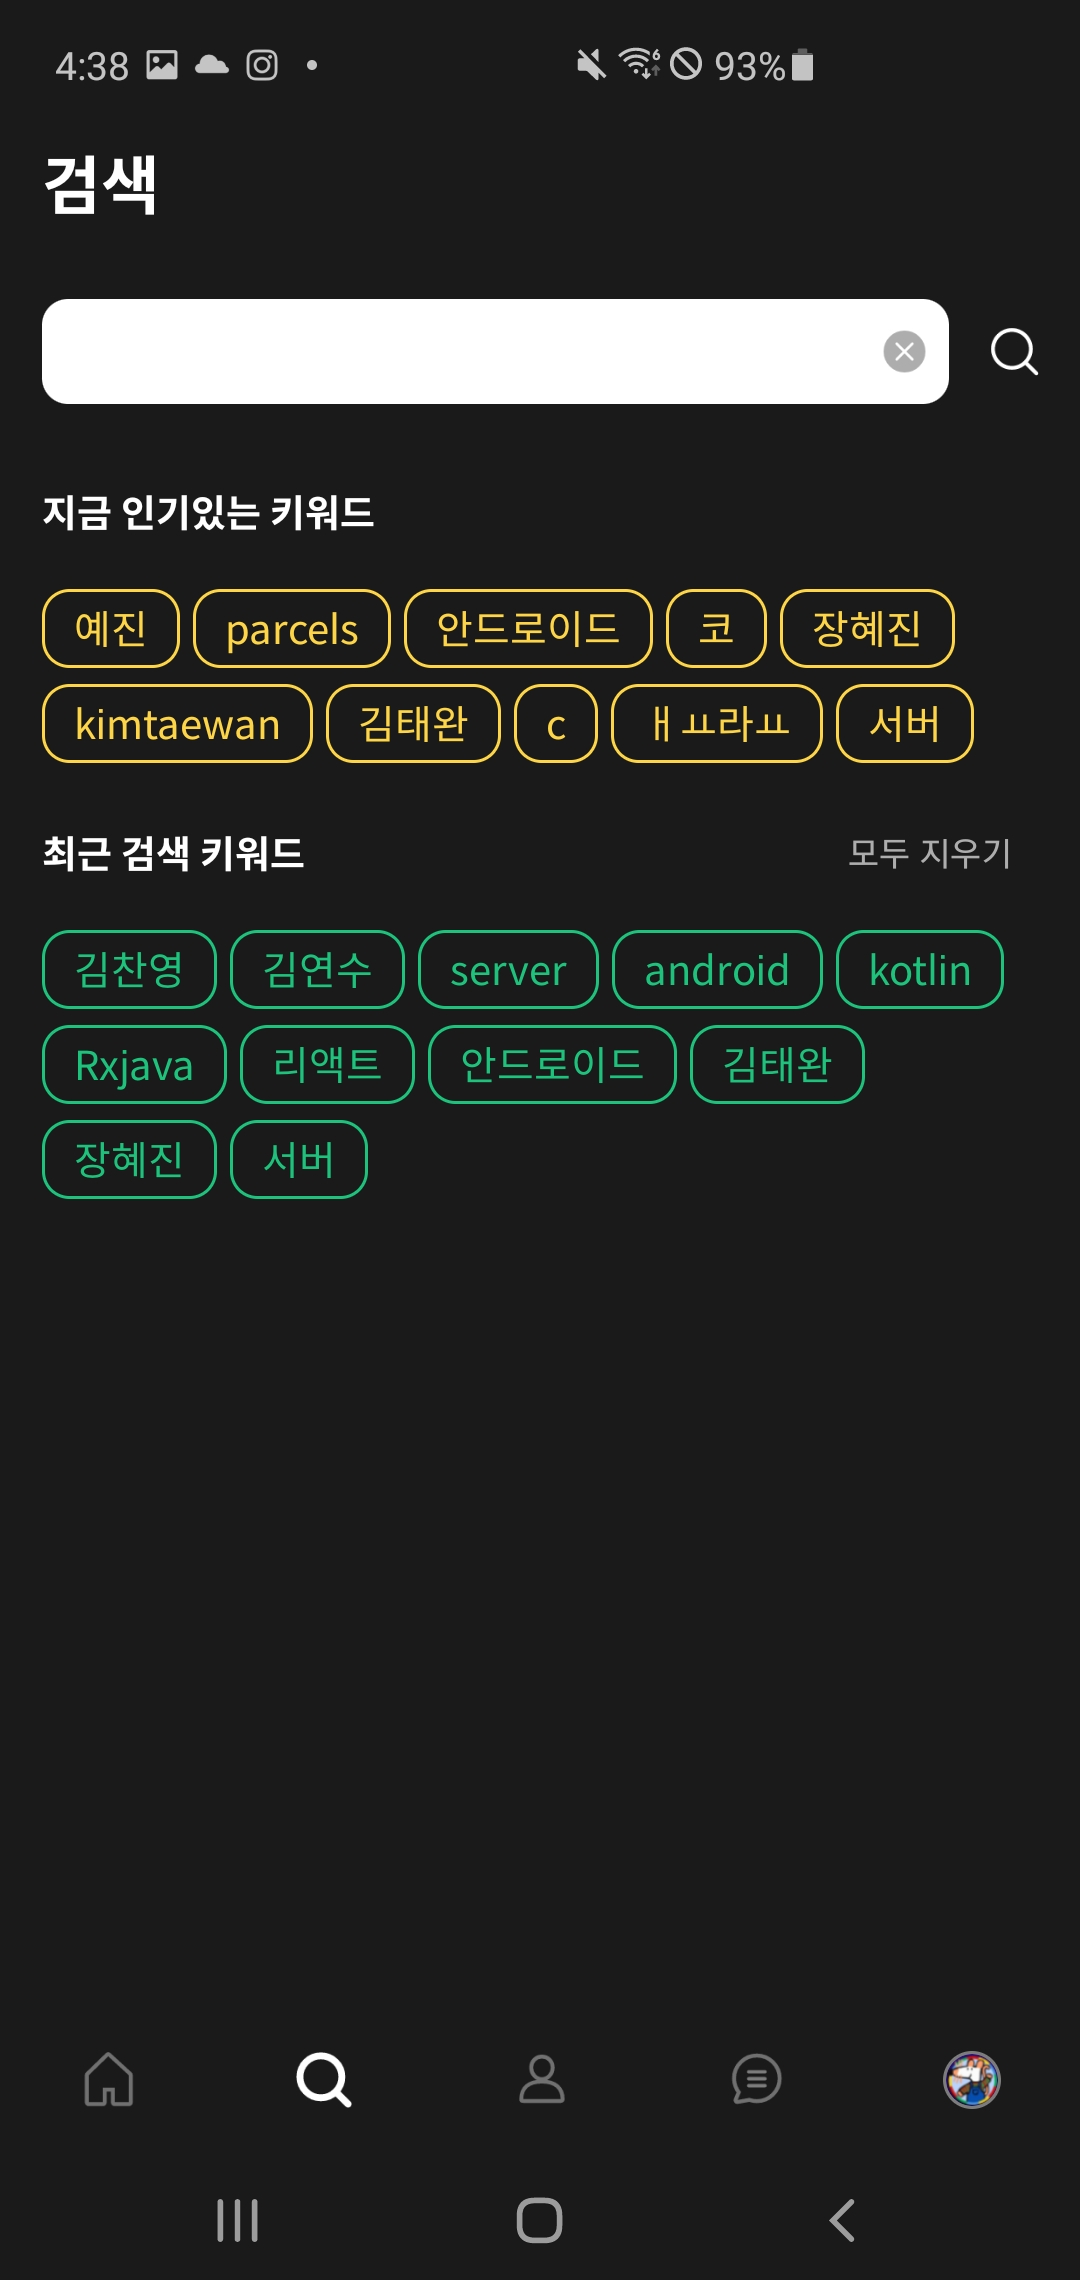 4:38 93%
검색
지금 인기있는 키워드
예진 parcels 안드로이드 코 장혜진
kimtaewan 김태완 c ㅐㅛ라ㅛ 서버
최근 검색 키워드 모두 지우기
김찬영 김연수 server android kotlin
Rxjava 리액트 안드로이드 김태완
장혜진 서버